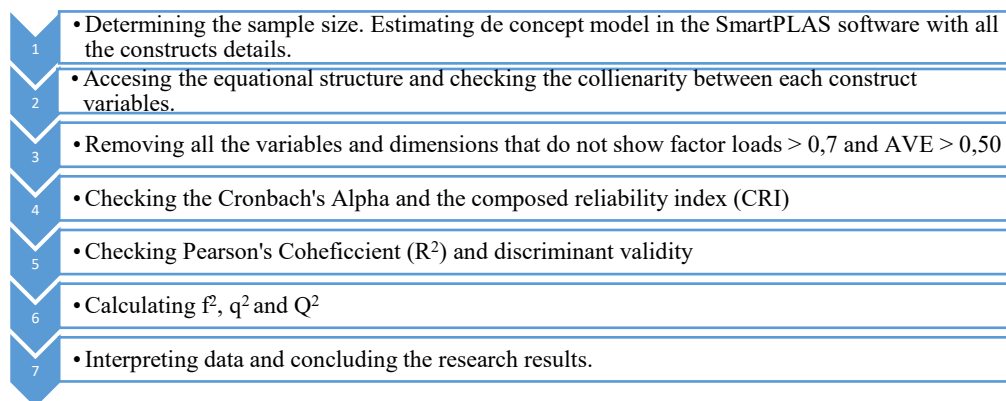 1
• Determining the sample size. Estimating de concept model in the SmartPLAS software with all
the constructs details.
2
• Accesing the equational structure and checking the collienarity between each construct
variables.
3
• Removing all the variables and dimensions that do not show factor loads > 0,7 and AVE > 0,50
4
• Checking the Cronbach's Alpha and the composed reliability index (CRI)
5
• Checking Pearson's Coheficcient (R²) and discriminant validity
6
• Calculating f², q² and Q²
7
• Interpreting data and concluding the research results.